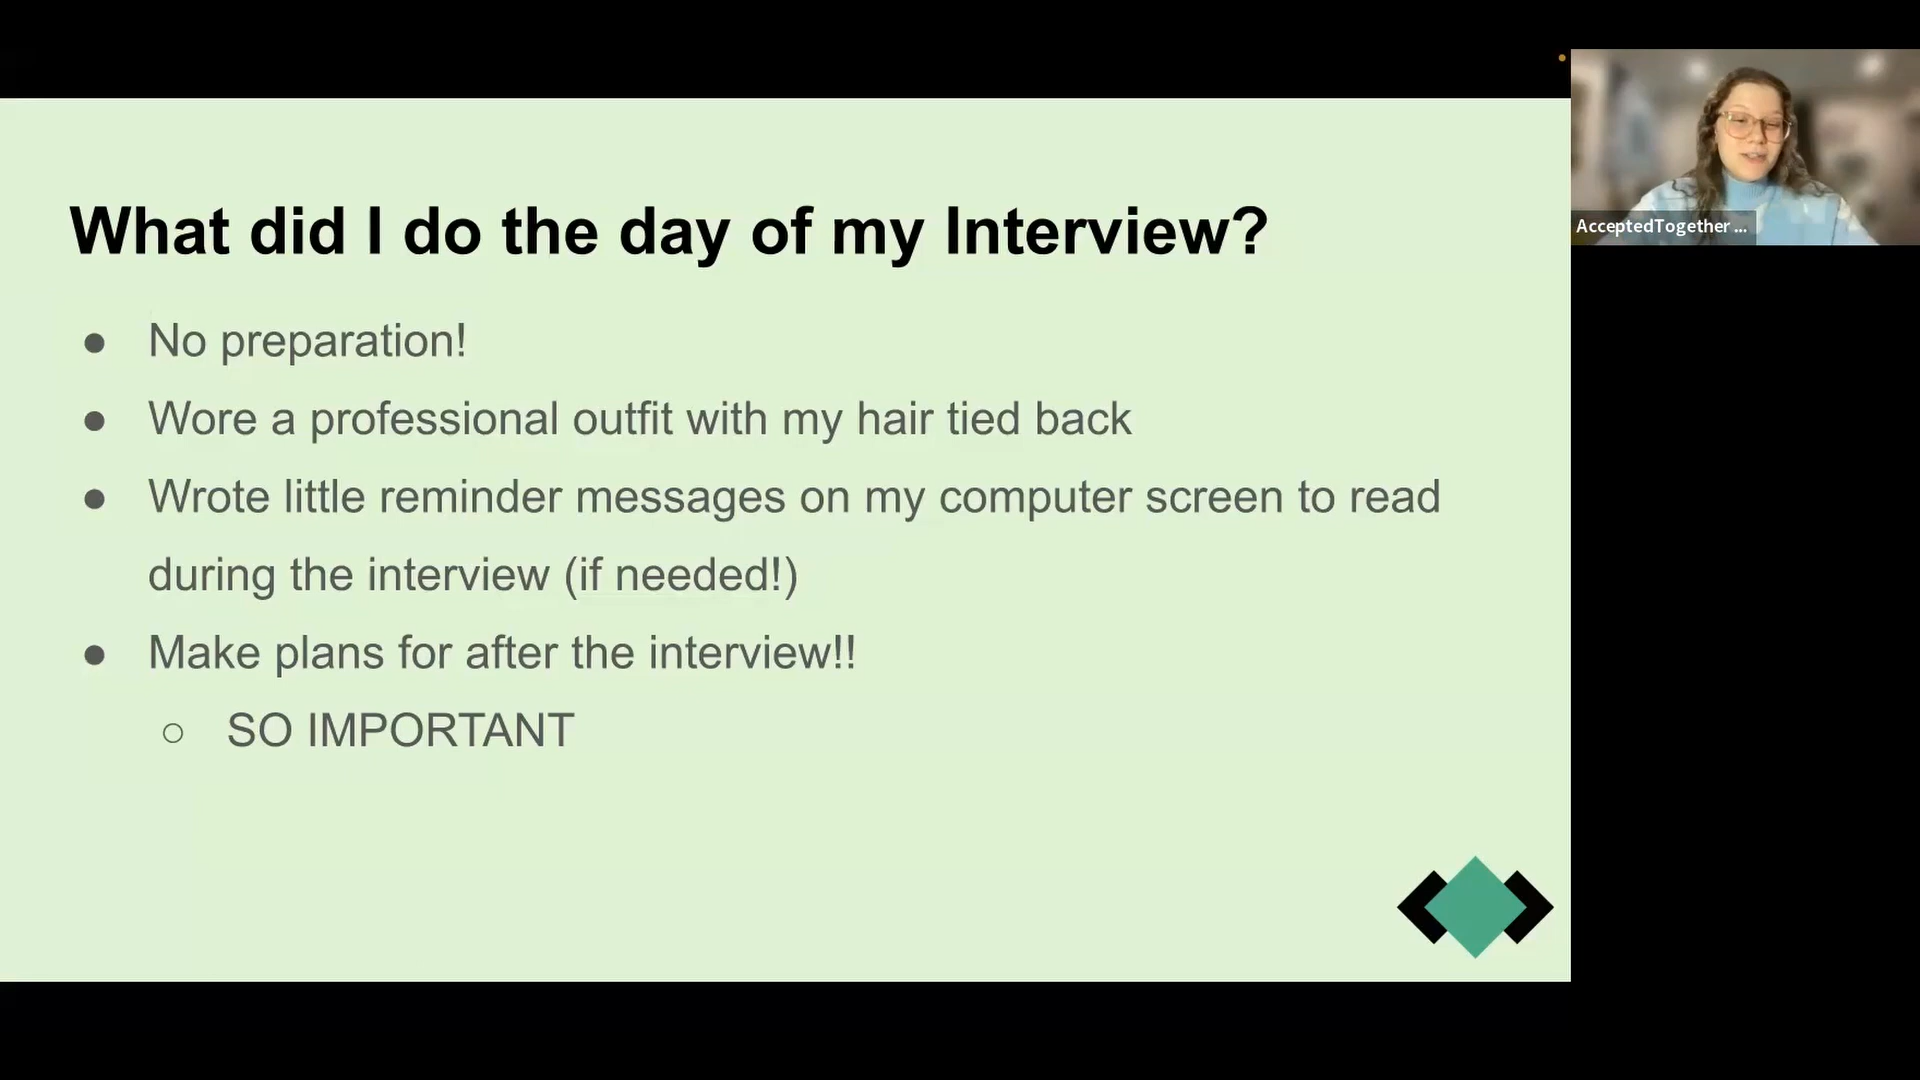 What did I do the day of my Interview?
● No preparation!
● Wore a professional outfit with my hair tied back
● Wrote little reminder messages on my computer screen to read
during the interview (if needed!)
● Make plans for after the interview!!
○ SO IMPORTANT
AcceptedTogether ...